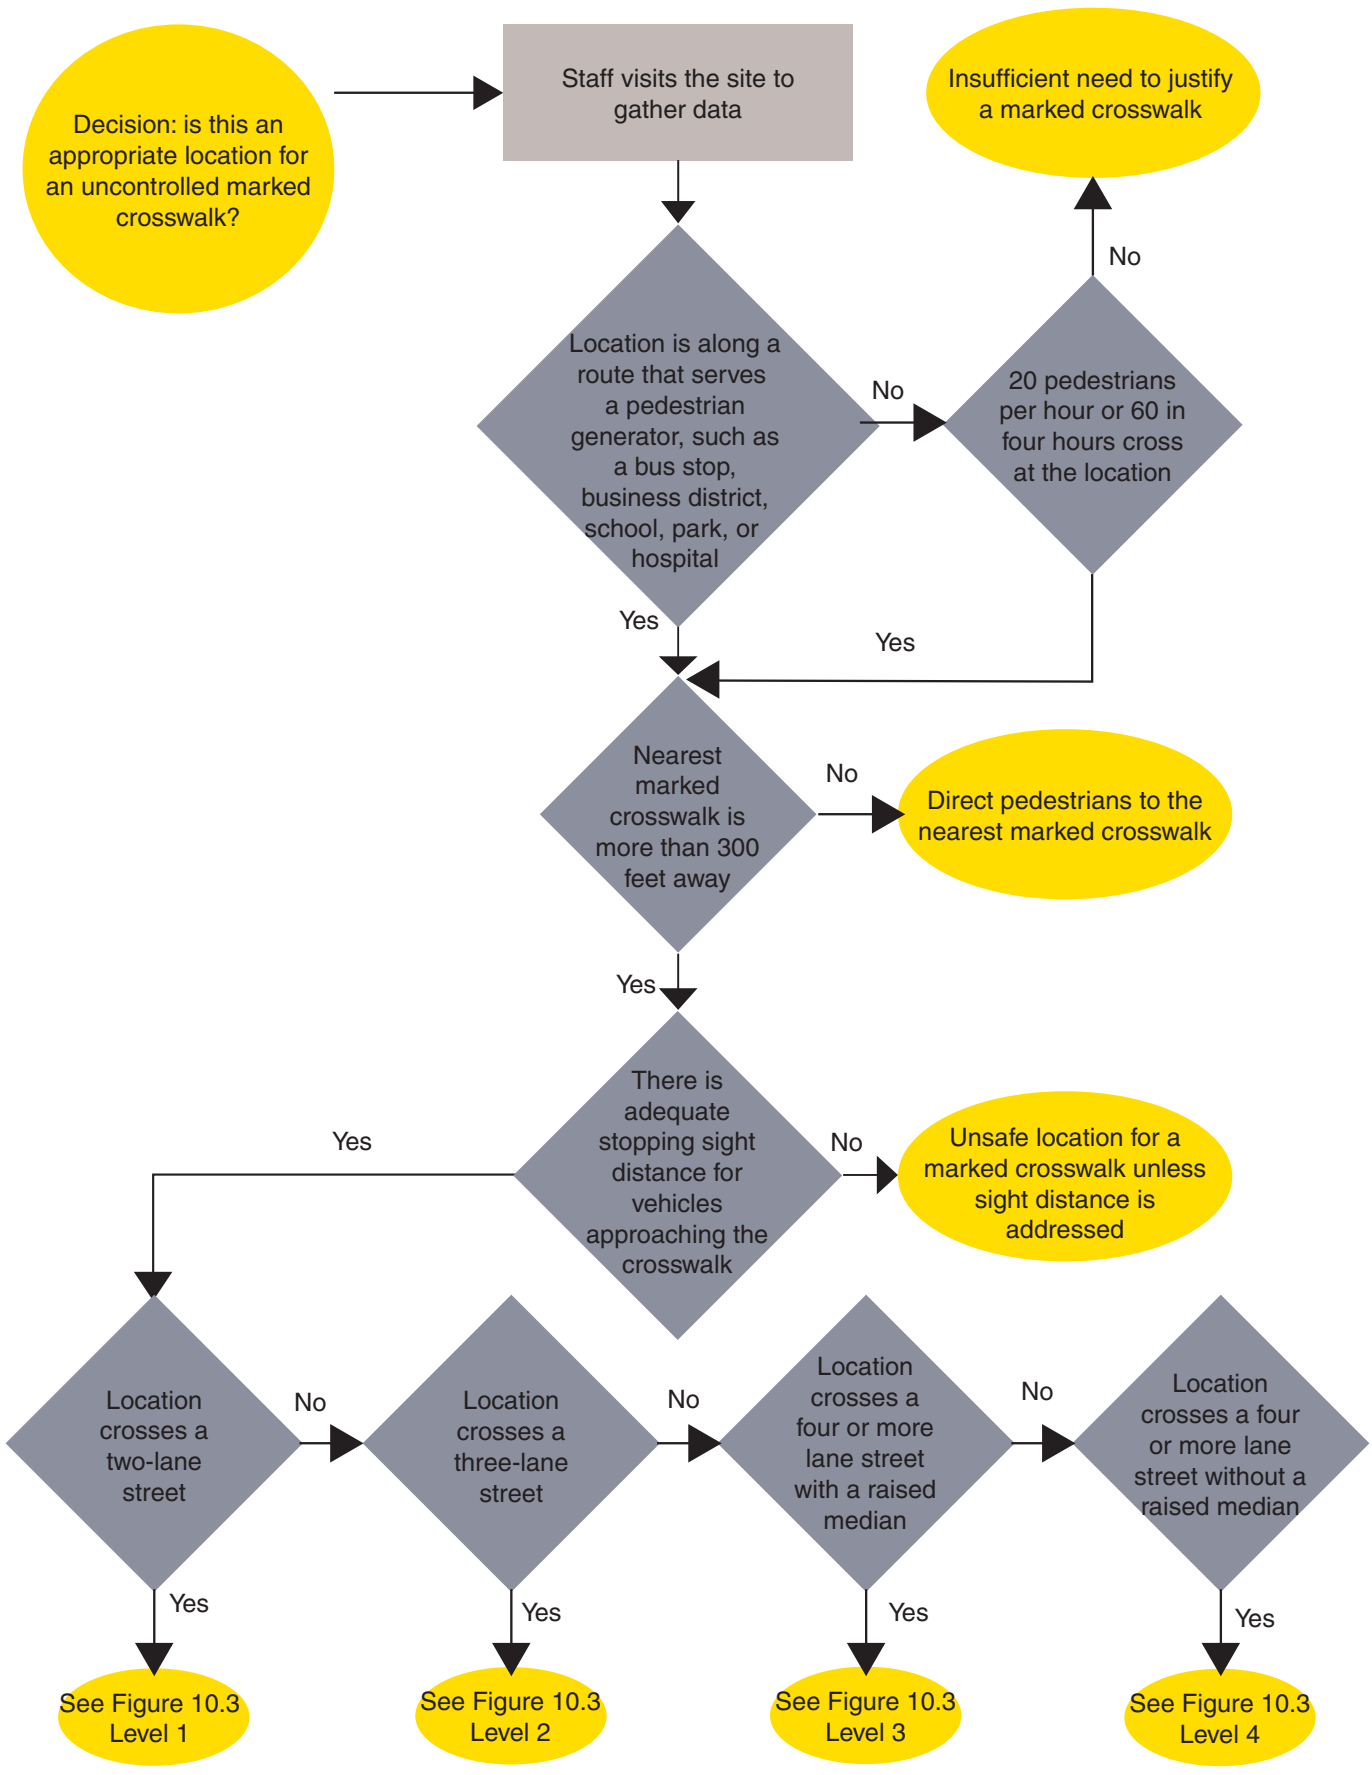 Decision: is this an
appropriate location for
an uncontrolled marked
crosswalk?
Staff visits the site to
gather data
Insufficient need to justify
a marked crosswalk
No
Location is along a
route that serves
a pedestrian
generator, such as
a bus stop,
business district,
school, park, or
hospital
No
20 pedestrians
per hour or 60 in
four hours cross
at the location
Yes
Yes
Nearest
marked
crosswalk is
more than 300
feet away
No
Direct pedestrians to the
nearest marked crosswalk
Yes
There is
adequate
stopping sight
distance for
vehicles
approaching the
crosswalk
Yes
No
Unsafe location for a
marked crosswalk unless
sight distance is
addressed
Location
crosses a
two-lane
street
No
Location
crosses a
three-lane
street
No
Location
crosses a
four or more
lane street
with a raised
median
No
Location
crosses a four
or more lane
street without a
raised median
Yes
Yes
Yes
Yes
See Figure 10.3
Level 1
See Figure 10.3
Level 2
See Figure 10.3
Level 3
See Figure 10.3
Level 4